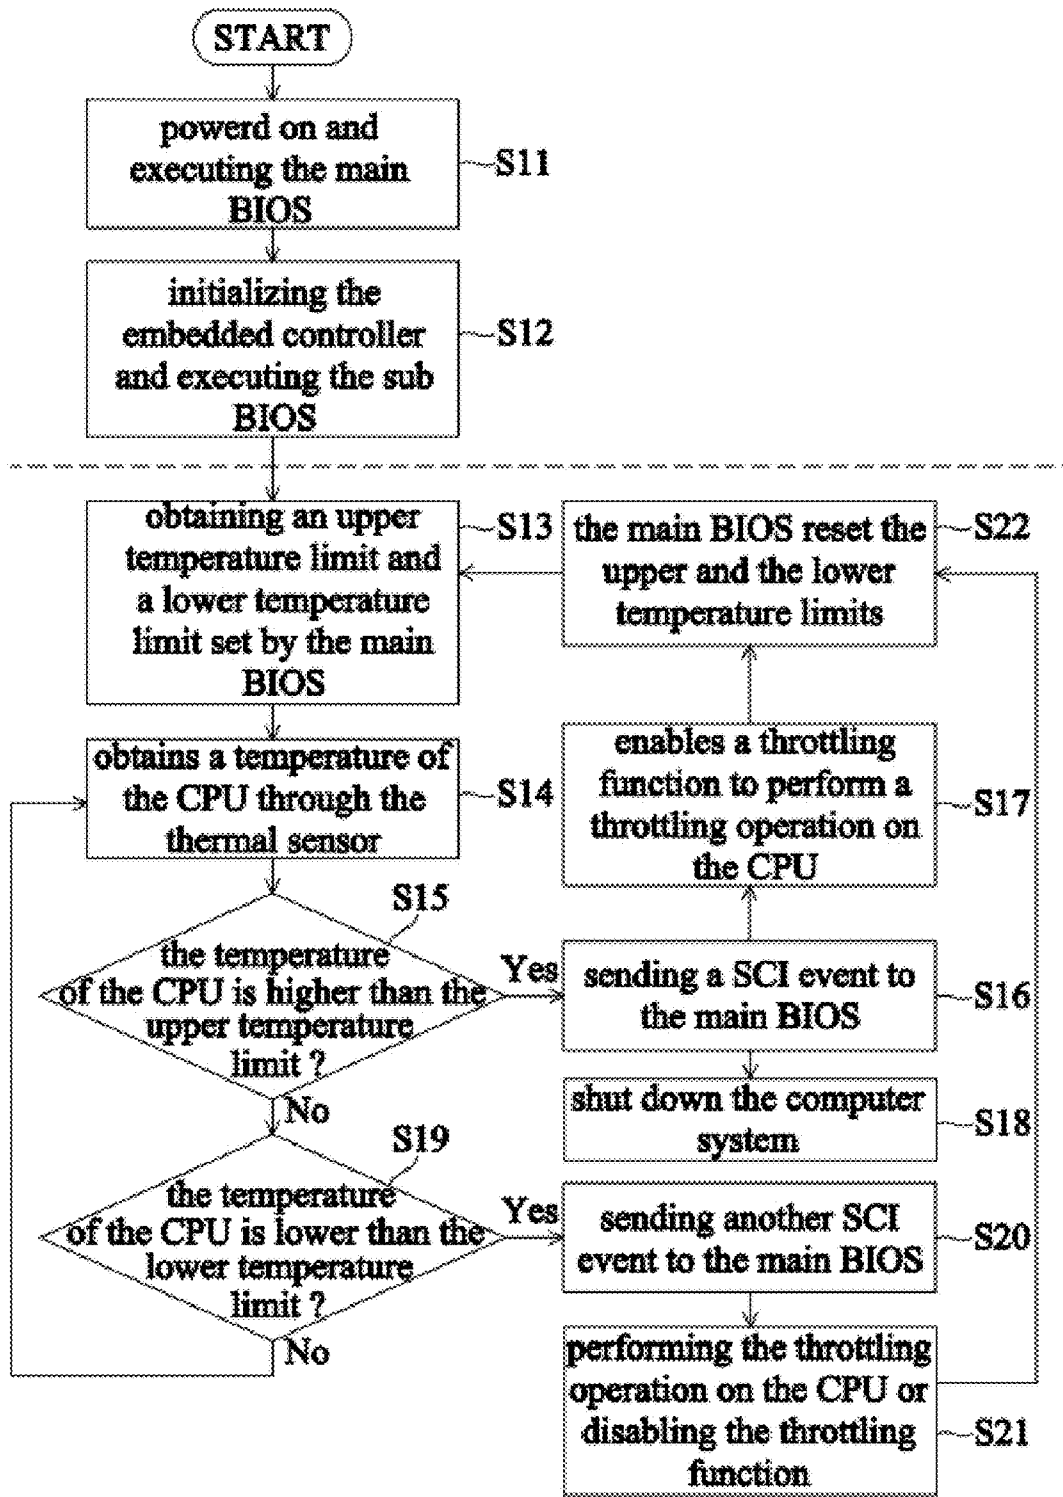 START
powerd on and
executing the main
BIOS
S11
initializing the
embedded controller
and executing the sub
BIOS
S12
obtaining an upper
temperature limit and
a lower temperature
limit set by the main
BIOS
S13
the main BIOS reset the
upper and the lower
temperature limits
S22
obtains a temperature of
the CPU through the
thermal sensor
S14
enables a throttling
function to perform a
throttling operation on
the CPU
S17
S15
the temperature
of the CPU is higher than the
upper temperature
limit ?
Yes
No
sending a SCI event to
the main BIOS
S16
shut down the computer
system
S18
S19
the temperature
of the CPU is lower than the
lower temperature
limit ?
Yes
No
sending another SCI
event to the main BIOS
S20
performing the throttling
operation on the CPU or
disabling the throttling
function
S21